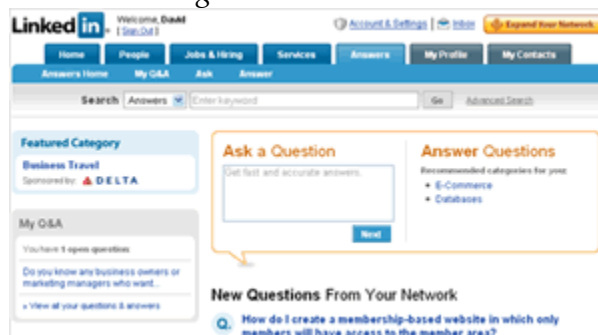 Linked in
Welcome, David
[Sign Out]
Account & Settings | Inbox
Expand Your Network
Home People Jobs & Hiring Services Answers My Profile My Contacts
Answers Home My Q&A Ask Answer
Search Answers Enter keyword Go Advanced Search
Featured Category
Business Travel
Sponsored by: DELTA
My Q&A
You have 1 open question:
Do you know any business owners or
marketing managers who want...
» View all your questions & answers
Ask a Question
Get fast and accurate answers.
Next
Answer Questions
Recommended categories for you:
• E-Commerce
• Databases
New Questions From Your Network
Q. How do I create a membership-based website in which only
members will have access to the member area?